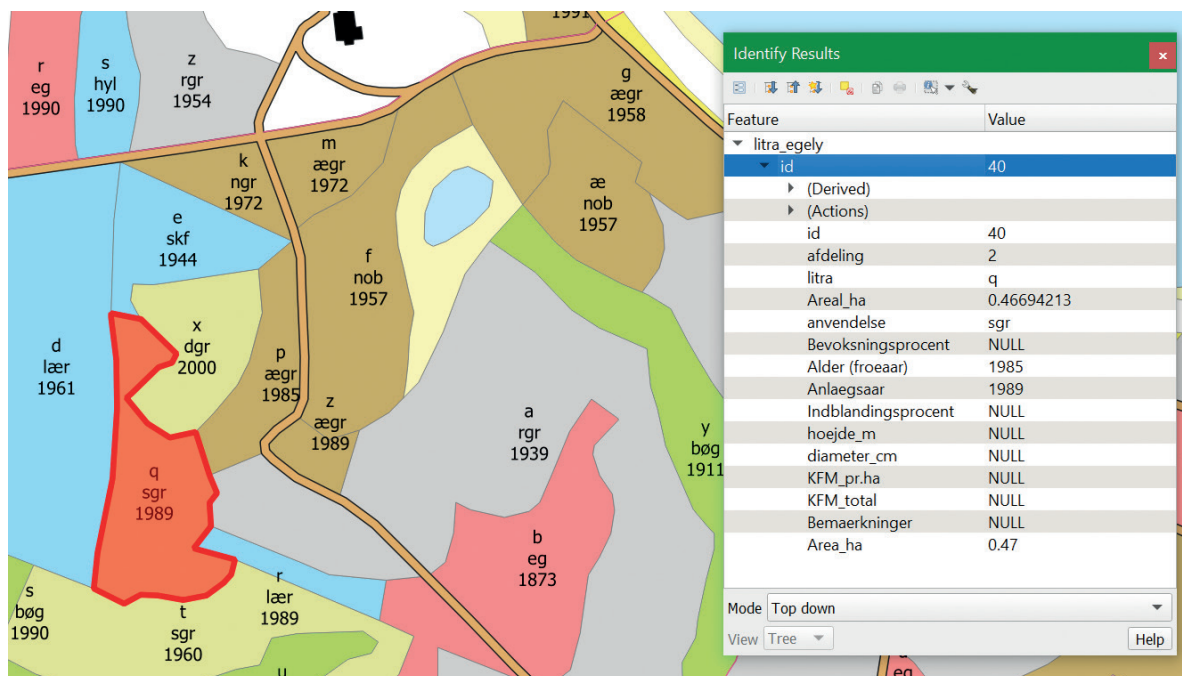 1991
r
eg
1990
s
hyl
1990
z
rgr
1954
g
ægr
1958
k
ngr
1972
m
ægr
1972
æ
nob
1957
e
skf
1944
f
nob
1957
x
dgr
2000
d
lær
1961
p
ægr
1985
z
ægr
1989
a
rgr
1939
y
bøg
1911
q
sgr
1989
b
eg
1873
s
bøg
1990
r
lær
1989
t
sgr
1960
u
eg
Identify Results
Feature Value
litra_egely
id 40
(Derived)
(Actions)
id 40
afdeling 2
litra q
Areal_ha 0.46694213
anvendelse sgr
Bevoksningsprocent NULL
Alder (froeaar) 1985
Anlaegsaar 1989
Indblandingsprocent NULL
hoejde_m NULL
diameter_cm NULL
KFM_pr.ha NULL
KFM_total NULL
Bemaerkninger NULL
Area_ha 0.47
Mode Top down
View Tree Help